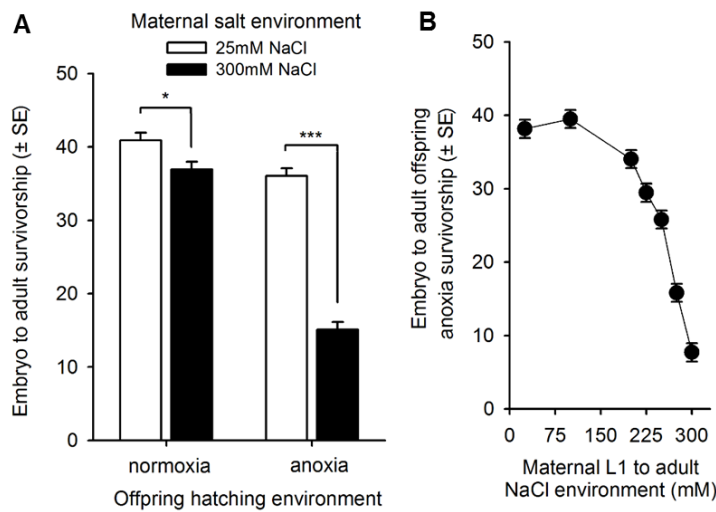 A
Maternal salt environment
25mM NaCl
300mM NaCl
Embryo to adult survivorship (± SE)
50
40
30
20
10
0
*
***
normoxia
anoxia
Offpring hatching environment
B
Embryo to adult offspring
anoxia survivorship (± SE)
50
40
30
20
10
0
0
75
150
225
300
Maternal L1 to adult
NaCl environment (mM)